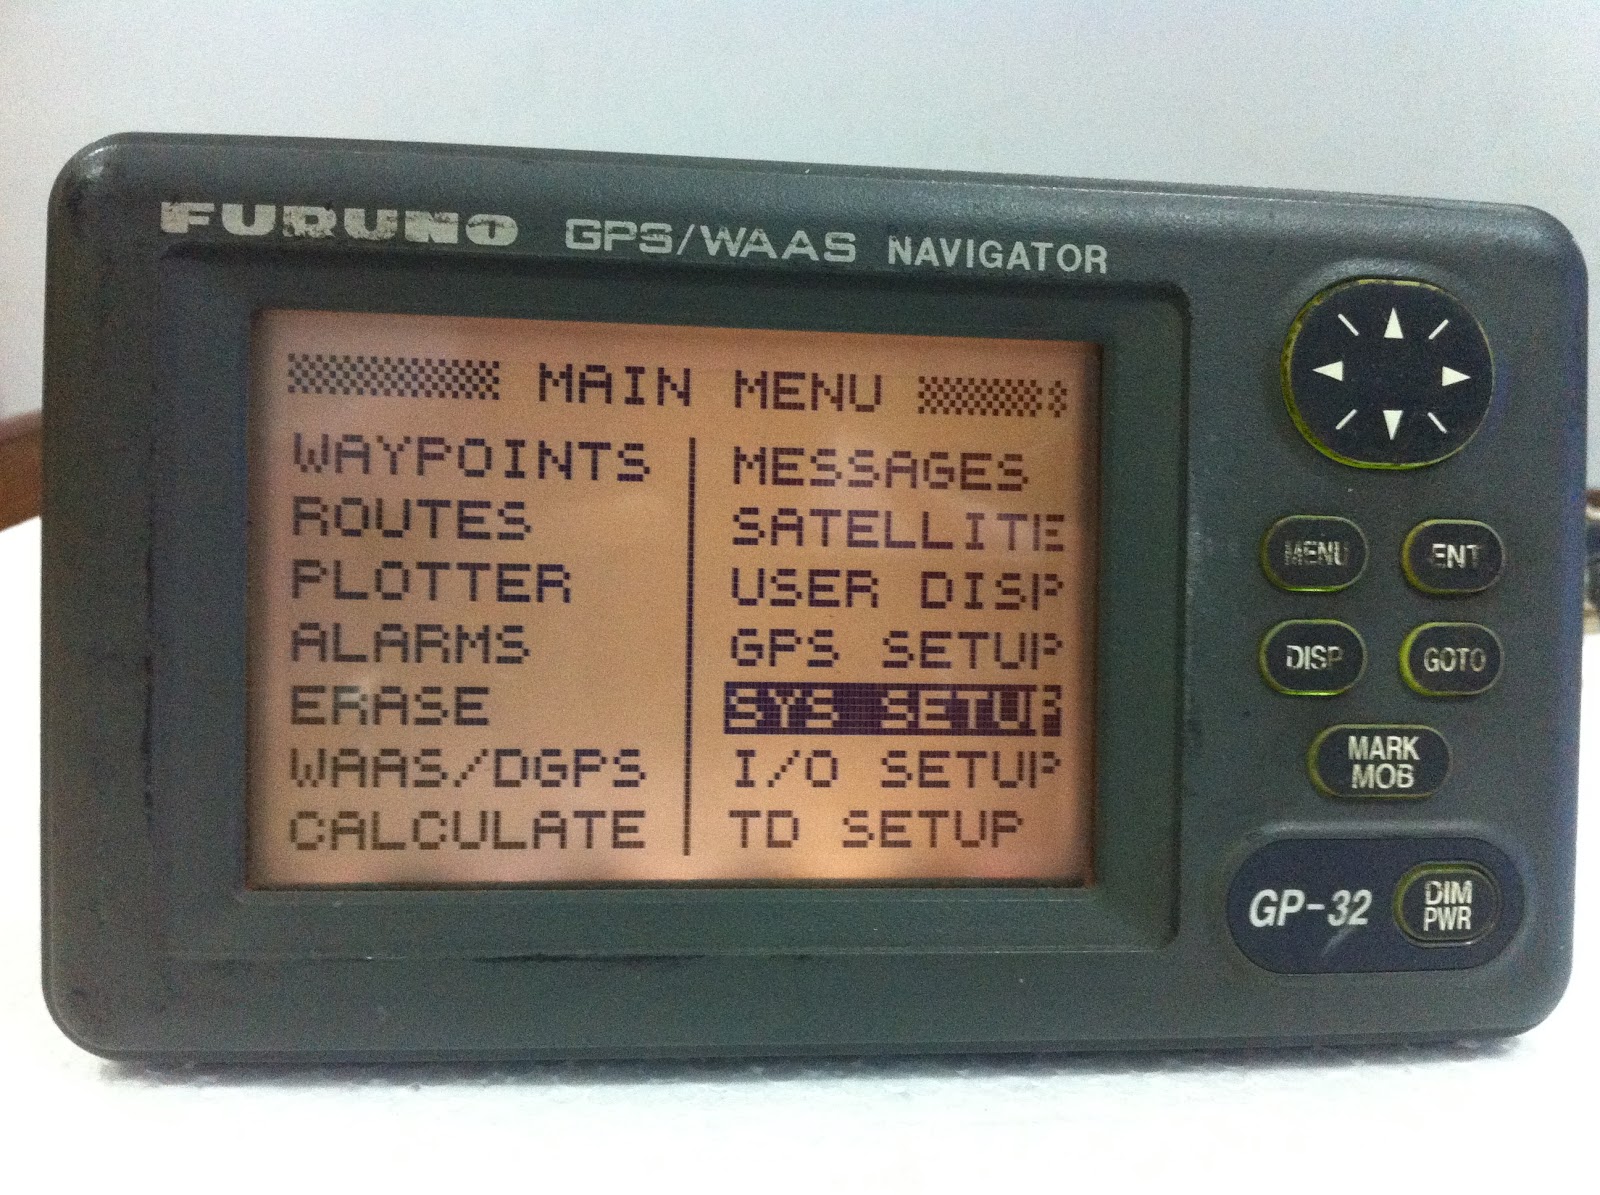 FURUNO GPS/WAAS NAVIGATOR
MAIN MENU
WAYPOINTS
ROUTES
PLOTTER
ALARMS
ERASE
WAAS/DGPS
CALCULATE
MESSAGES
SATELLITE
USER DISP
GPS SETUP
SYS SETUP
I/O SETUP
TD SETUP
MENU
ENT
DISP
GOTO
MARK
MOB
GP-32
DIM
PWR